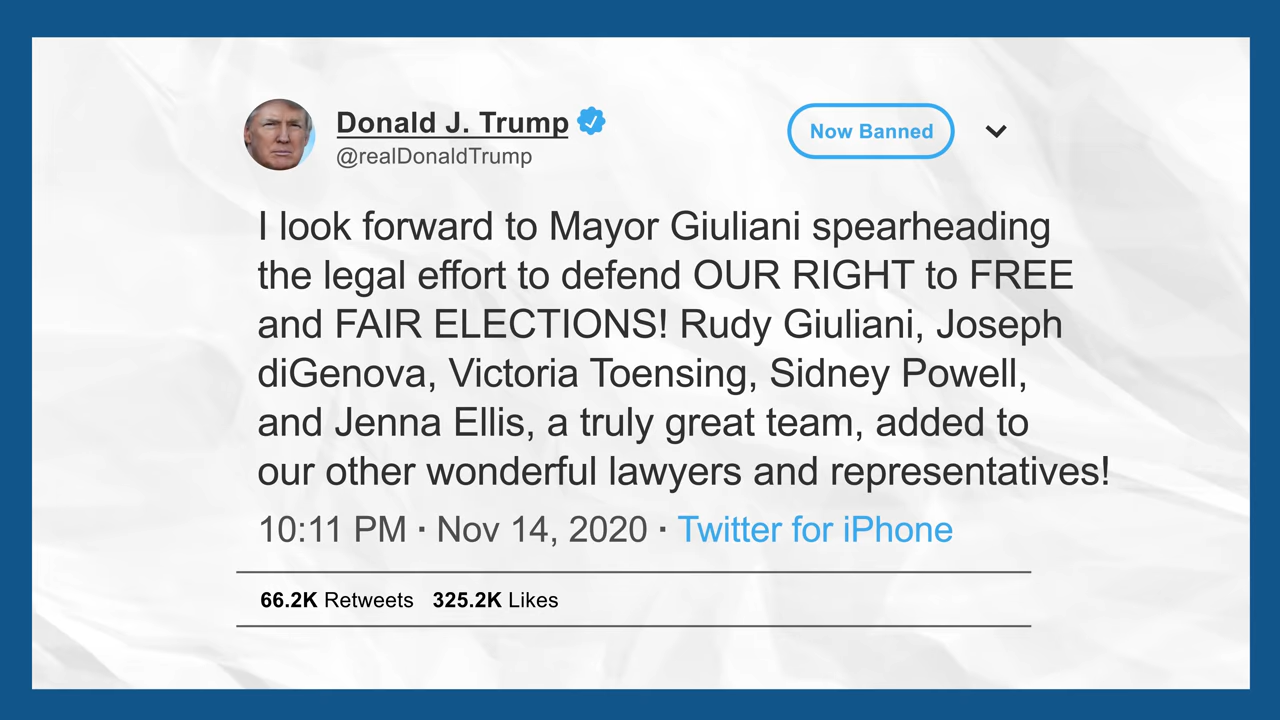 Donald J. Trump
Now Banned
@realDonaldTrump
I look forward to Mayor Giuliani spearheading
the legal effort to defend OUR RIGHT to FREE
and FAIR ELECTIONS! Rudy Giuliani, Joseph
diGenova, Victoria Toensing, Sidney Powell,
and Jenna Ellis, a truly great team, added to
our other wonderful lawyers and representatives!
10:11 PM · Nov 14, 2020 · Twitter for iPhone
66.2K Retweets 325.2K Likes